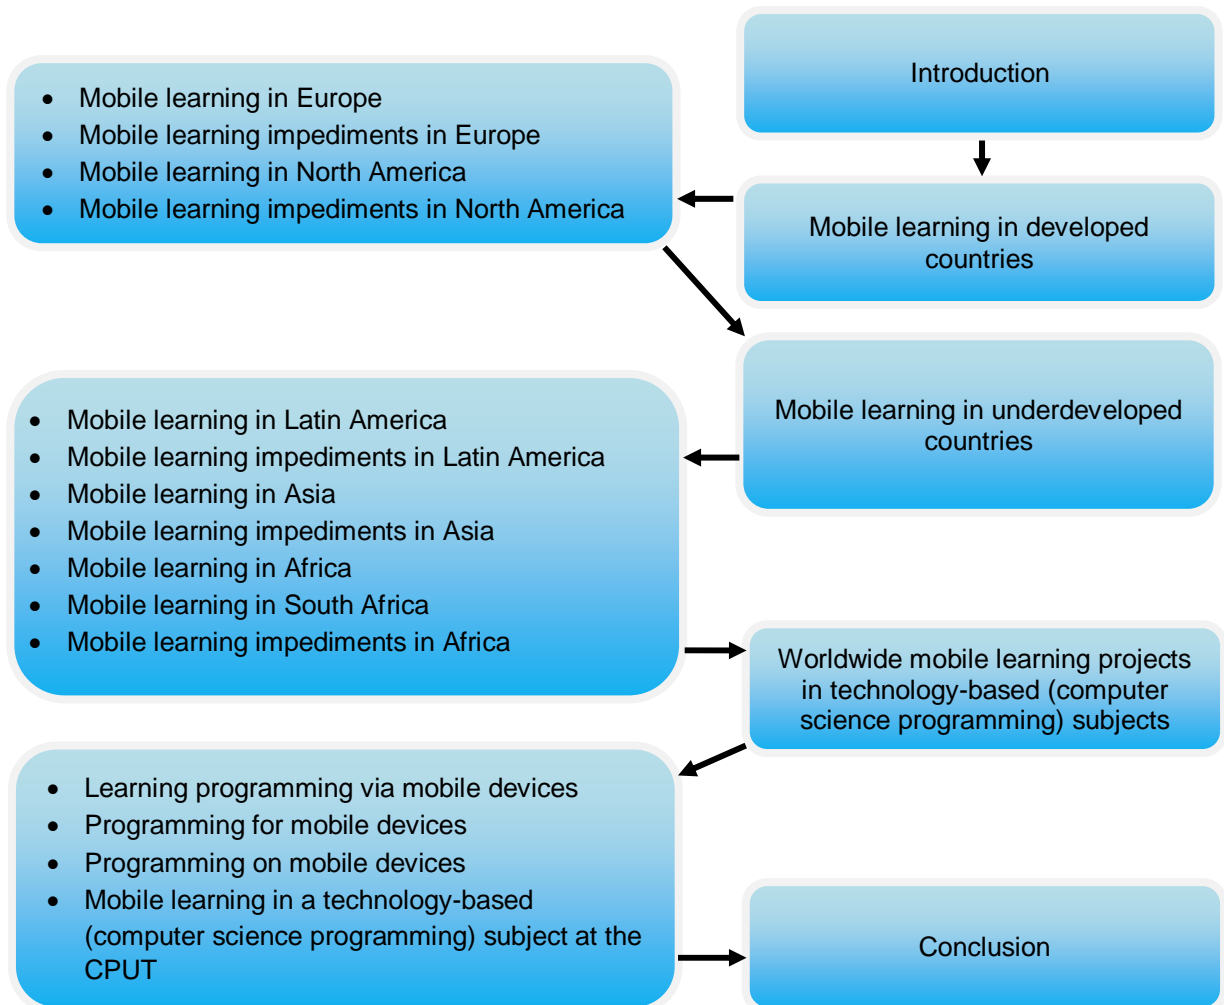 Introduction
Mobile learning in developed
countries
• Mobile learning in Europe
• Mobile learning impediments in Europe
• Mobile learning in North America
• Mobile learning impediments in North America
Mobile learning in underdeveloped
countries
• Mobile learning in Latin America
• Mobile learning impediments in Latin America
• Mobile learning in Asia
• Mobile learning impediments in Asia
• Mobile learning in Africa
• Mobile learning in South Africa
• Mobile learning impediments in Africa
Worldwide mobile learning projects
in technology-based (computer
science programming) subjects
• Learning programming via mobile devices
• Programming for mobile devices
• Programming on mobile devices
• Mobile learning in a technology-based
(computer science programming) subject at the
CPUT
Conclusion